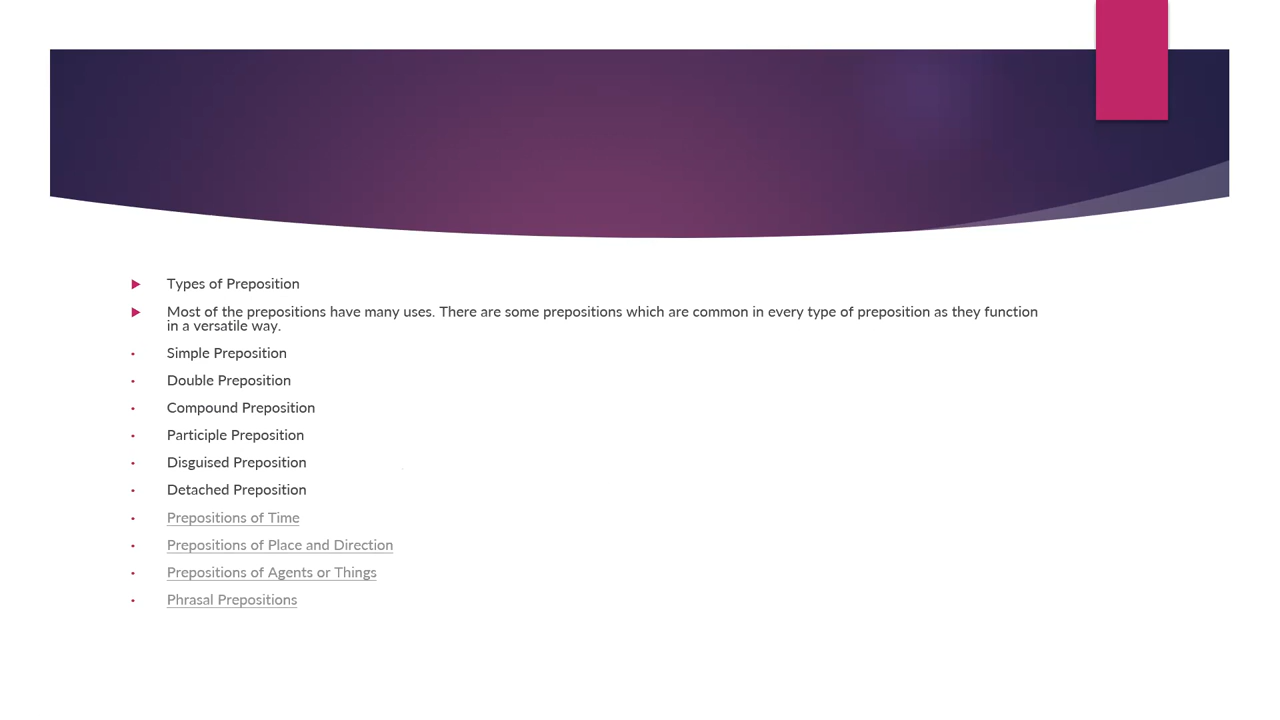 Types of Preposition
Most of the prepositions have many uses. There are some prepositions which are common in every type of preposition as they function
in a versatile way.
Simple Preposition
Double Preposition
Compound Preposition
Participle Preposition
Disguised Preposition
Detached Preposition
Prepositions of Time
Prepositions of Place and Direction
Prepositions of Agents or Things
Phrasal Prepositions